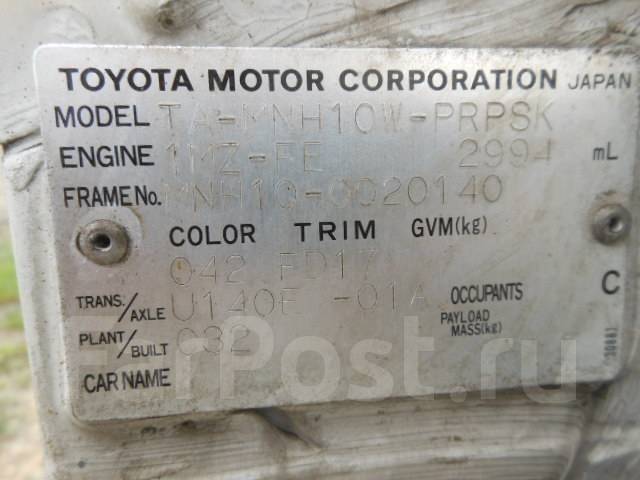 TOYOTA MOTOR CORPORATION JAPAN
MODEL TA-MNH10W-PRPSK
ENGINE 1MZ-FE 2994 mL
FRAME No. MNH10-0020140
COLOR TRIM GVM(kg)
042 FD17
TRANS./AXLE U140F -01A OCCUPANTS C
PAYLOAD MASS(kg)
PLANT/BUILT C32
CAR NAME
FarPost.ru